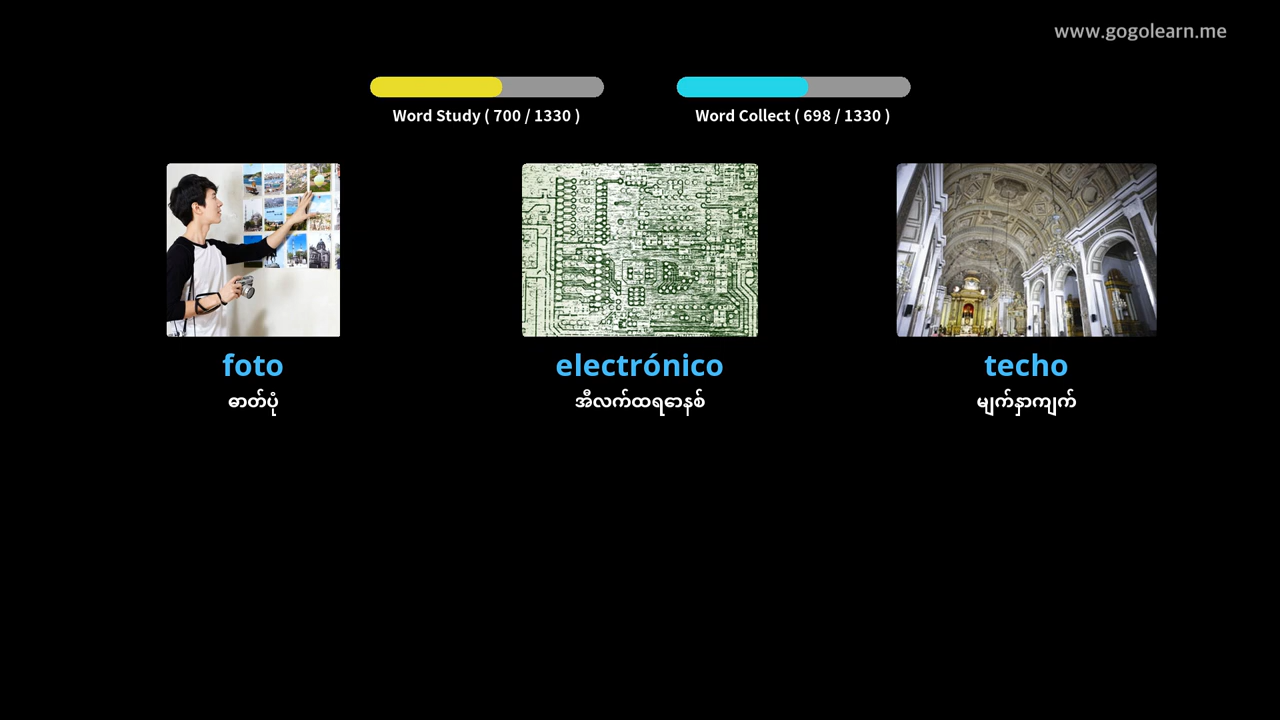 www.gogolearn.me
Word Study ( 700 / 1330 )
Word Collect ( 698 / 1330 )
foto
electrónico
techo
ဓာတ်ပုံ
အီလက်ထရောနစ်
မျက်နှာကျက်